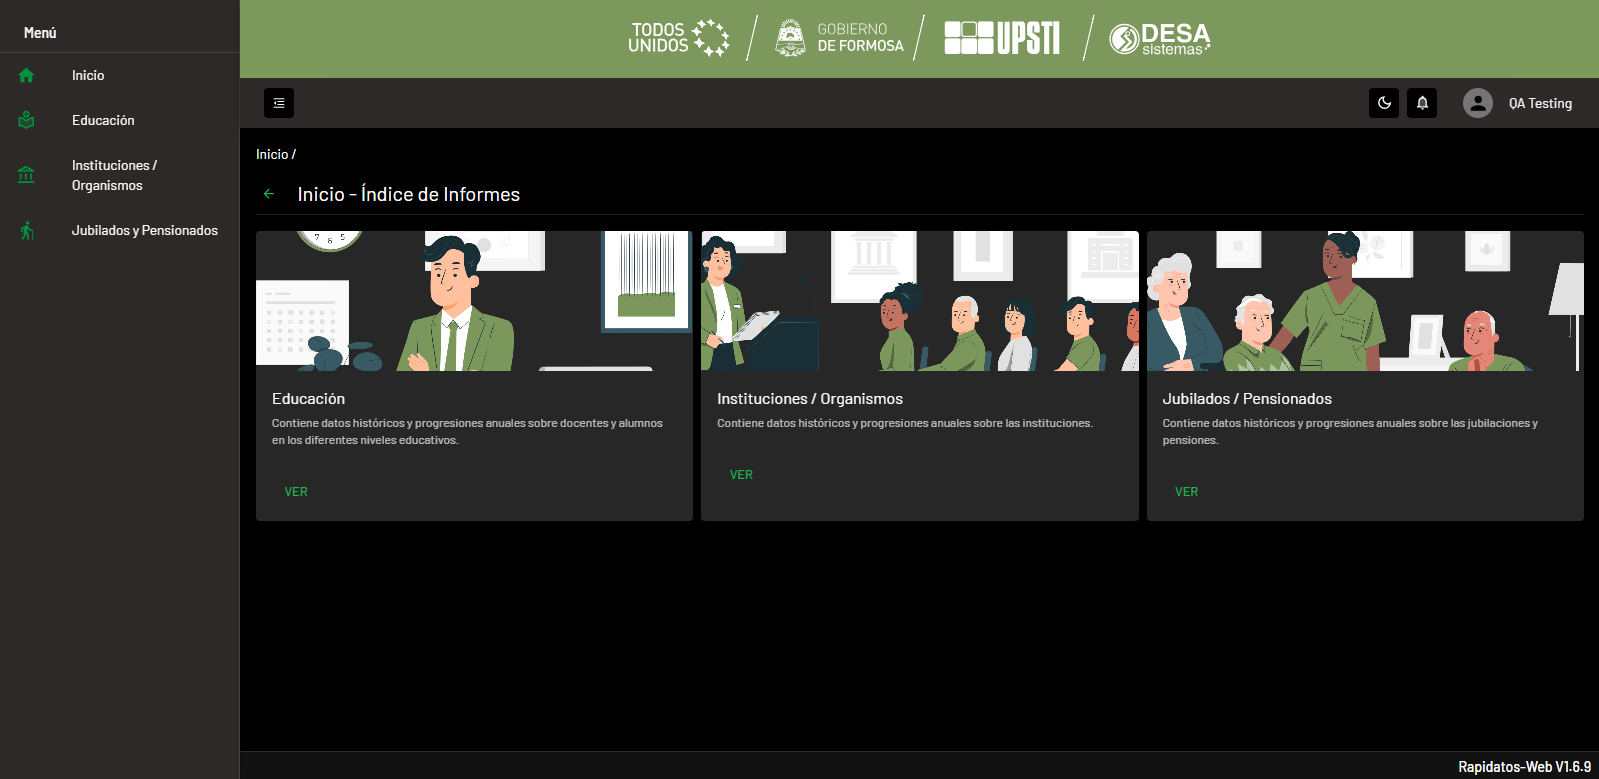 Menú
Inicio
Educación
Instituciones /
Organismos
Jubilados y Pensionados
TODOS
UNIDOS
GOBIERNO
DE FORMOSA
UPSTI
DESA
sistemas
QA Testing
Inicio /
Inicio - Índice de Informes
7 6 5
Educación
Contiene datos históricos y progresiones anuales sobre docentes y alumnos
en los diferentes niveles educativos.
VER
Instituciones / Organismos
Contiene datos históricos y progresiones anuales sobre las instituciones.
VER
Jubilados / Pensionados
Contiene datos históricos y progresiones anuales sobre las jubilaciones y
pensiones.
VER
Rapidatos-Web V1.6.9